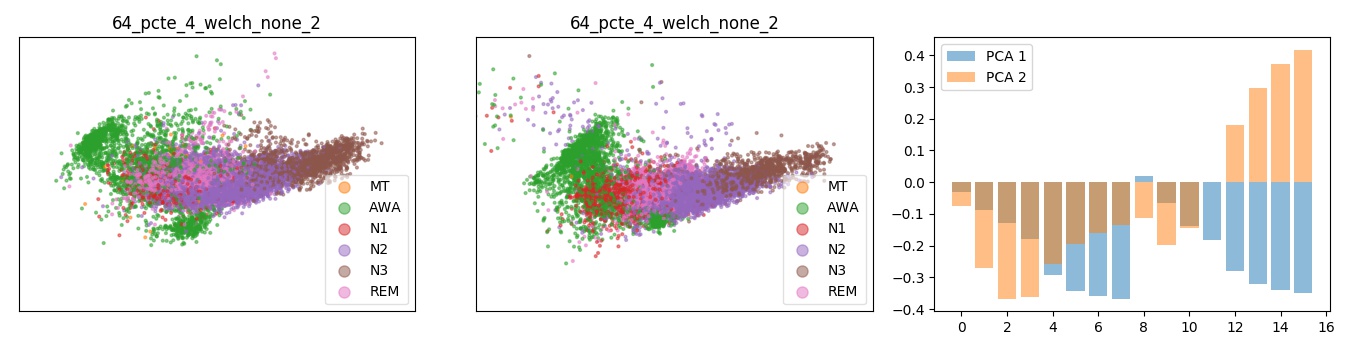 64_pcte_4_welch_none_2
MT
AWA
N1
N2
N3
REM
64_pcte_4_welch_none_2
MT
AWA
N1
N2
N3
REM
PCA 1
PCA 2
0.4
0.3
0.2
0.1
0.0
−0.1
−0.2
−0.3
−0.4
0 2 4 6 8 10 12 14 16